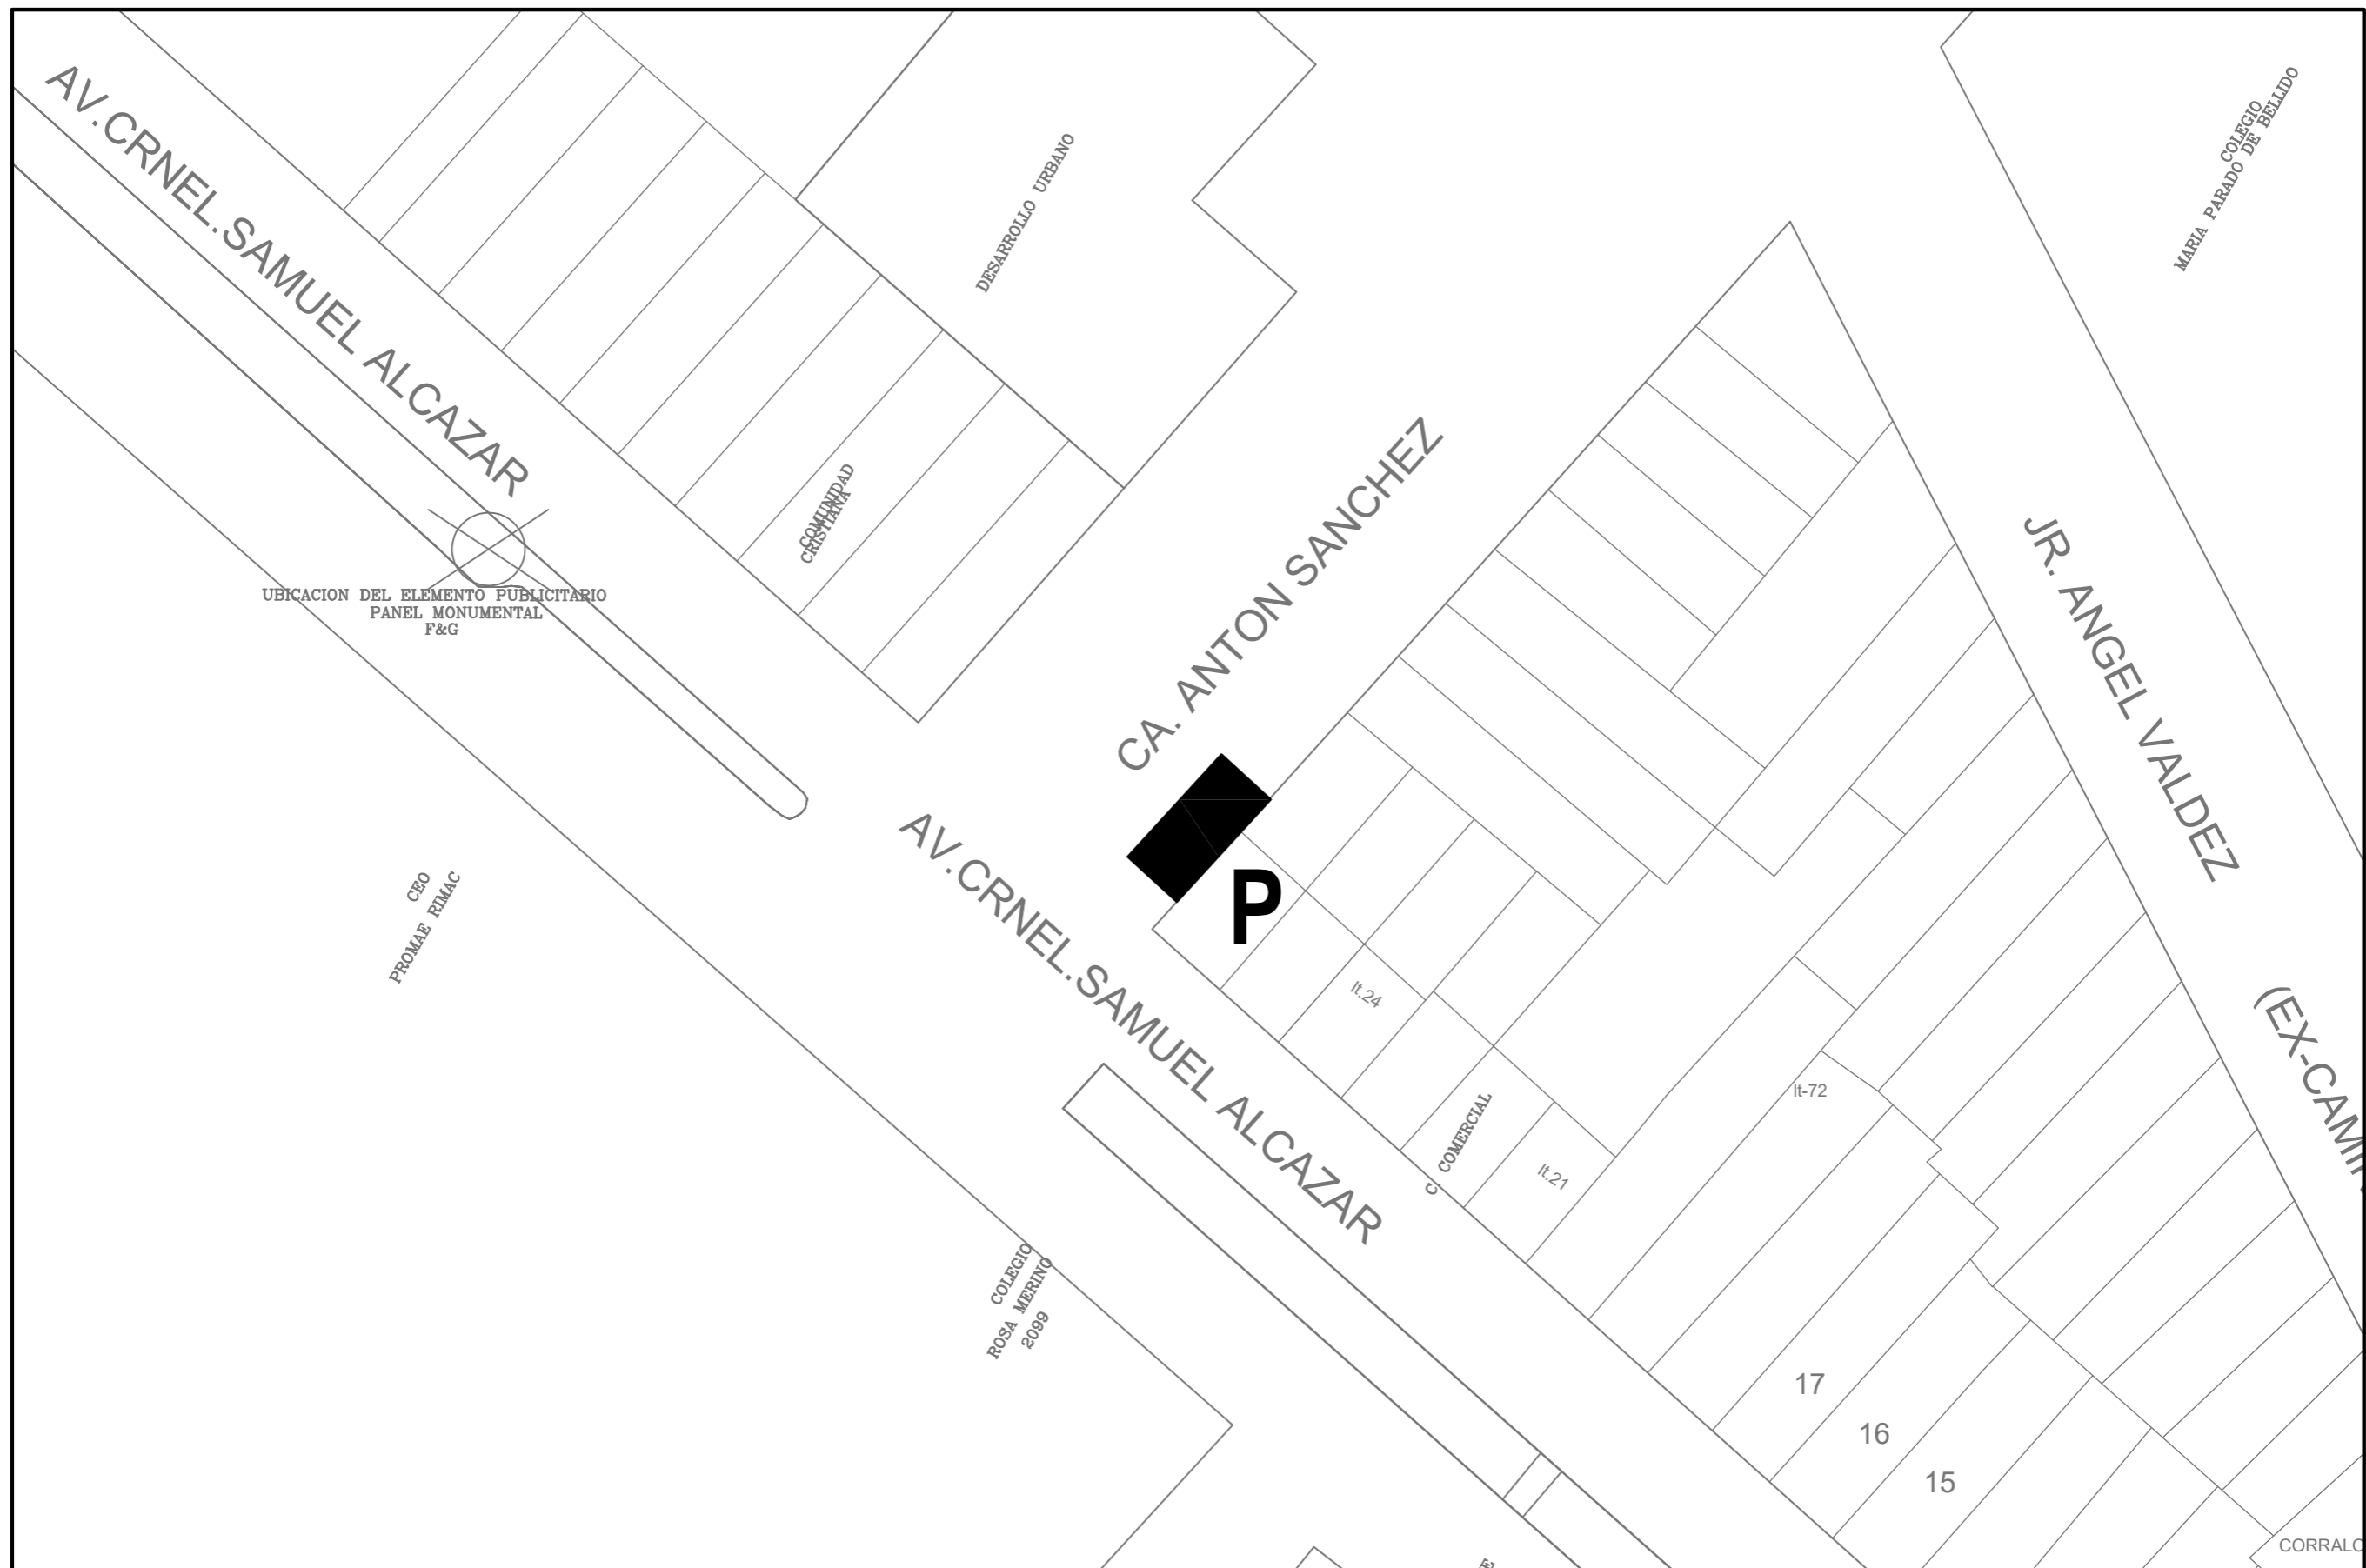 AV.CRNEL.SAMUEL ALCAZAR
DESARROLLO URBANO
COLEGIO
MARIA PARADO DE BELLIDO
COMUNIDAD
CRISTIANA
CA. ANTON SANCHEZ
JR. ANGEL VALDEZ
UBICACION DEL ELEMENTO PUBLICITARIO
PANEL MONUMENTAL
F&G
CEO
PROMAE RIMAC
P
AV.CRNEL.SAMUEL ALCAZAR
lt.24
lt-72
C. COMERCIAL
lt.21
COLEGIO
ROSA MERINO
2099
17
16
15